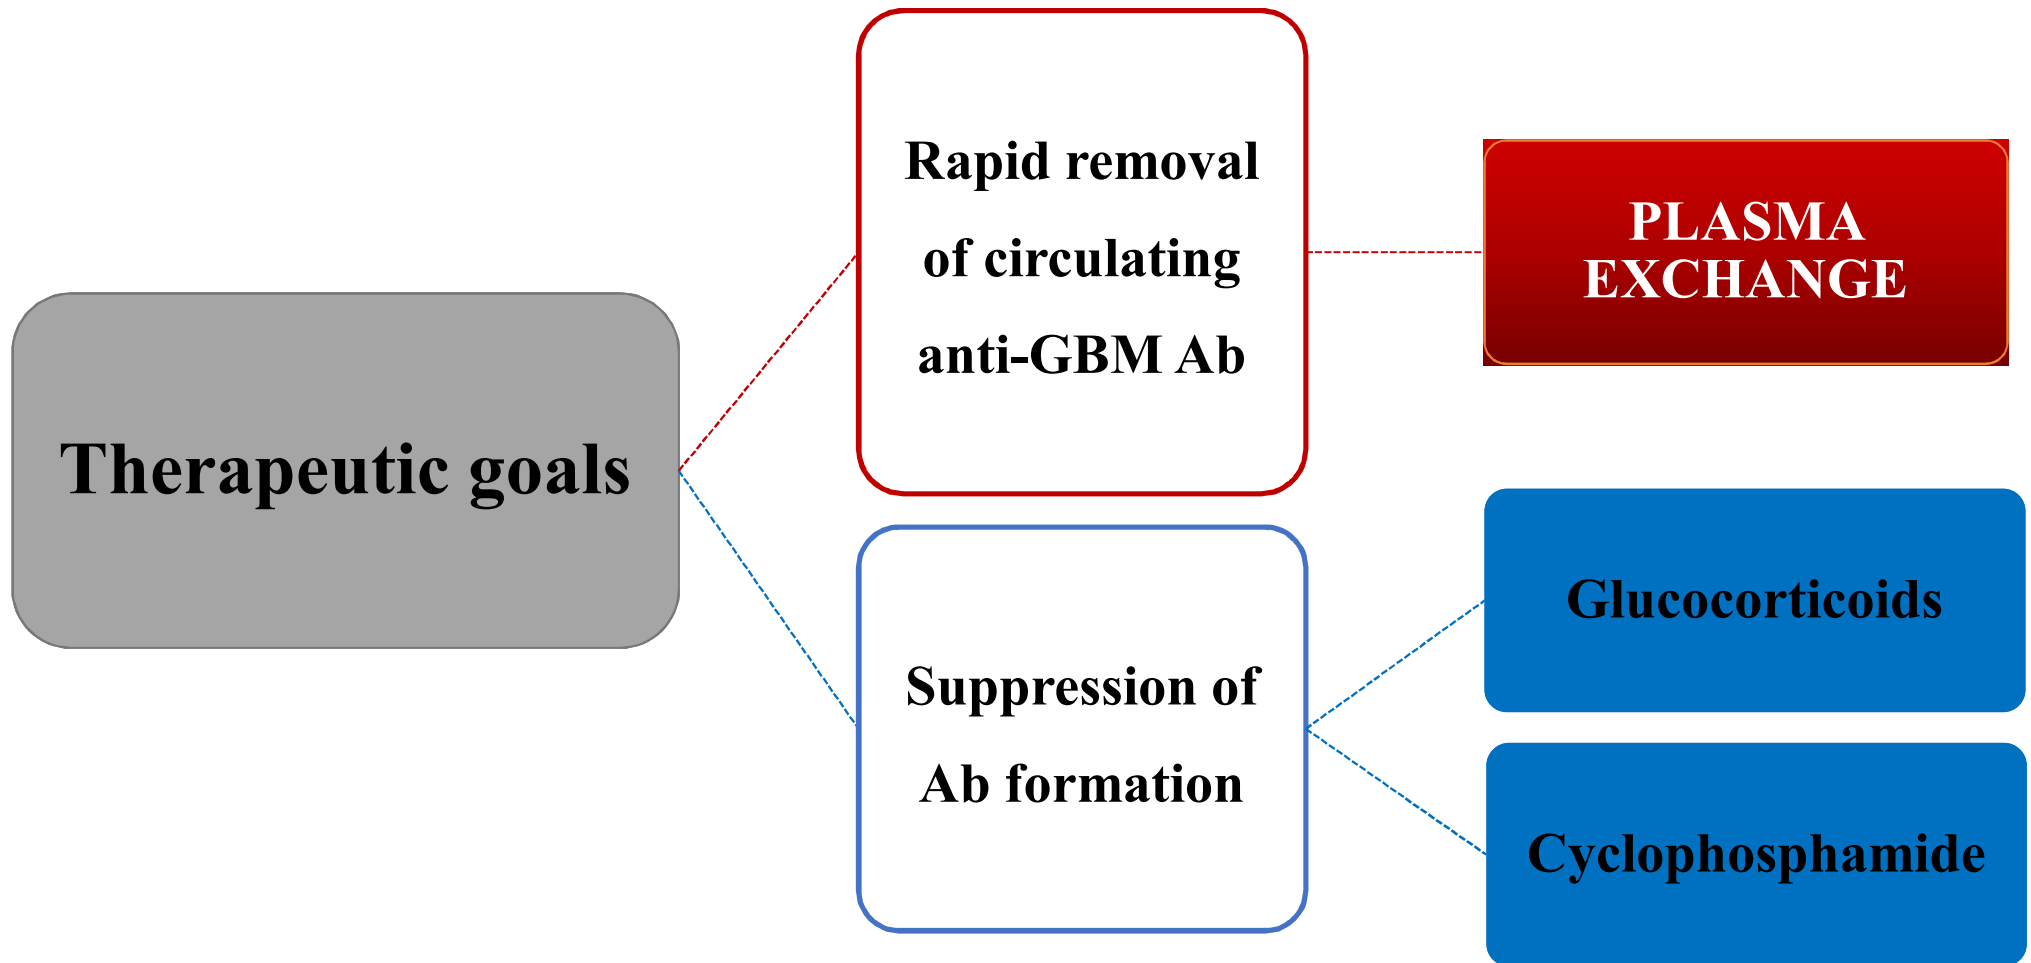 Therapeutic goals
Rapid removal
of circulating
anti-GBM Ab
PLASMA
EXCHANGE
Suppression of
Ab formation
Glucocorticoids
Cyclophosphamide